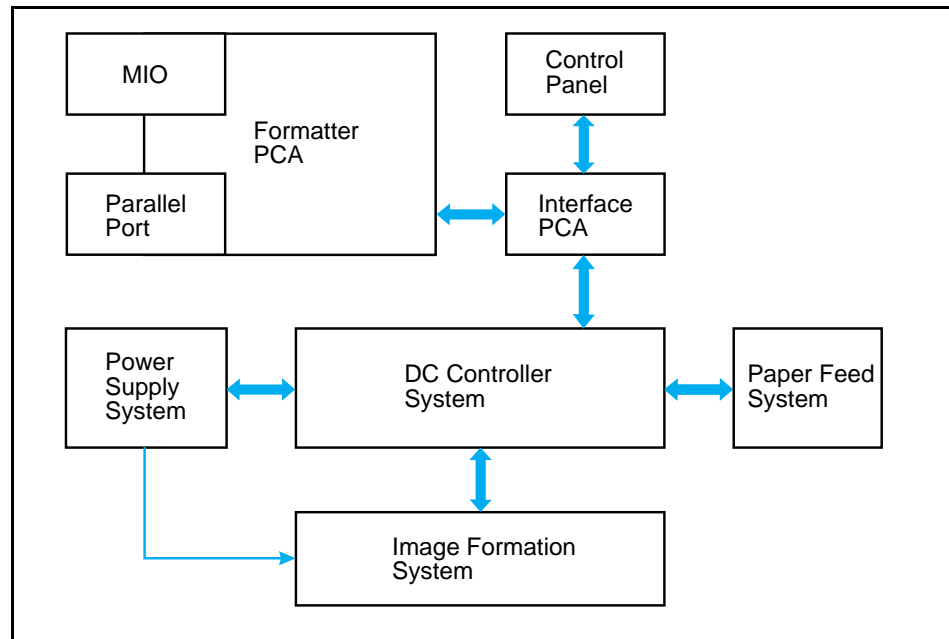 MIO
Formatter
PCA
Control
Panel
Parallel
Port
Interface
PCA
Power
Supply
System
DC Controller
System
Paper Feed
System
Image Formation
System